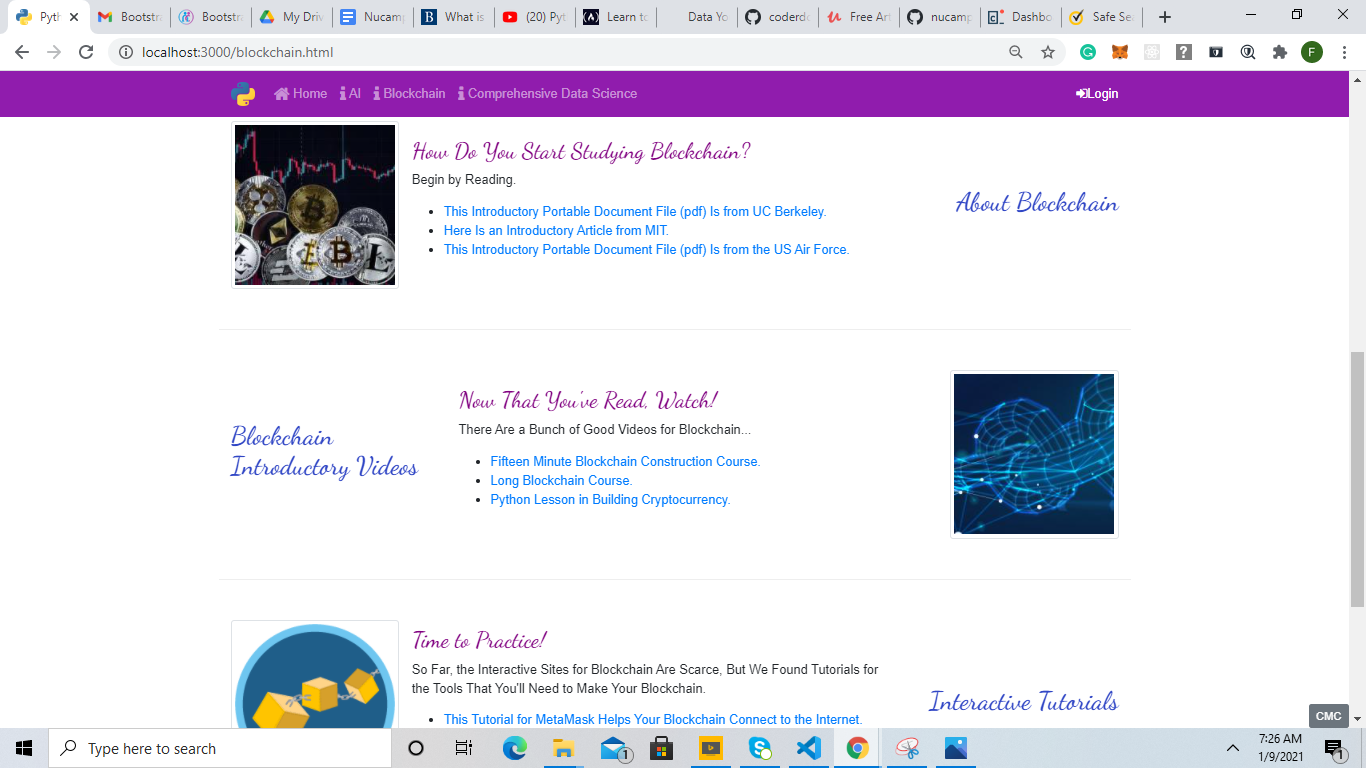 Pyth
Bootstra
Bootstra
My Driv
Nucamp
What is
(20) Pyt
Learn to
Data Yo
coderdo
Free Art
nucamp
Dashbo
Safe Se
localhost:3000/blockchain.html
Home AI Blockchain Comprehensive Data Science Login
How Do You Start Studying Blockchain?
Begin by Reading.
This Introductory Portable Document File (pdf) Is from UC Berkeley.
Here Is an Introductory Article from MIT.
This Introductory Portable Document File (pdf) Is from the US Air Force.
About Blockchain
Blockchain
Introductory Videos
Now That You've Read, Watch!
There Are a Bunch of Good Videos for Blockchain...
Fifteen Minute Blockchain Construction Course.
Long Blockchain Course.
Python Lesson in Building Cryptocurrency.
Time to Practice!
So Far, the Interactive Sites for Blockchain Are Scarce, But We Found Tutorials for
the Tools That You'll Need to Make Your Blockchain.
This Tutorial for MetaMask Helps Your Blockchain Connect to the Internet.
Interactive Tutorials
CMC
Type here to search
1
7:26 AM
1/9/2021
1